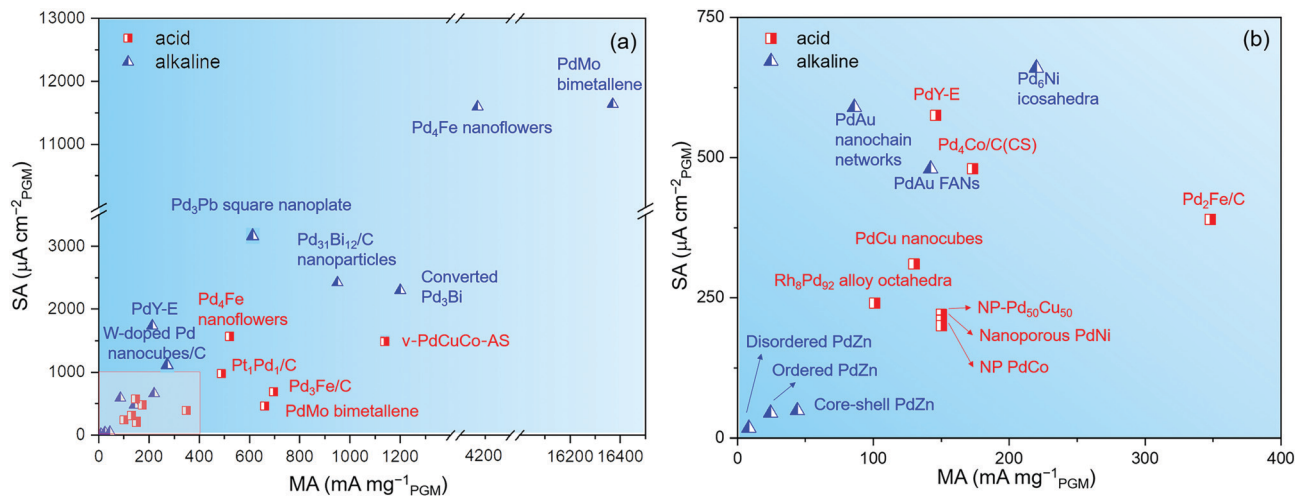 (a)
acid
alkaline
PdMo
bimetallene
Pd₄Fe nanoflowers
Pd₃Pb square nanoplate
Pd₃₁Bi₁₂/C
nanoparticles
Converted
Pd₃Bi
PdY-E
Pd₄Fe
nanoflowers
W-doped Pd
nanocubes/C
v-PdCuCo-AS
Pt₁Pd₁/C
Pd₃Fe/C
PdMo bimetallene
13000
12000
11000
3000
2000
1000
0
SA (µA cm⁻²PGM)
0 200 400 600 800 1000 1200 4200 16200 16400
MA (mA mg⁻¹PGM)
(b)
acid
alkaline
Pd₆Ni
icosahedra
PdY-E
PdAu
nanochain
networks
Pd₄Co/C(CS)
PdAu FANs
Pd₂Fe/C
PdCu nanocubes
Rh₈Pd₉₂ alloy octahedra
NP-Pd₅₀Cu₅₀
Nanoporous PdNi
NP PdCo
Disordered PdZn
Ordered PdZn
Core-shell PdZn
750
500
250
0
SA (µA cm⁻²PGM)
0 100 200 300 400
MA (mA mg⁻¹PGM)